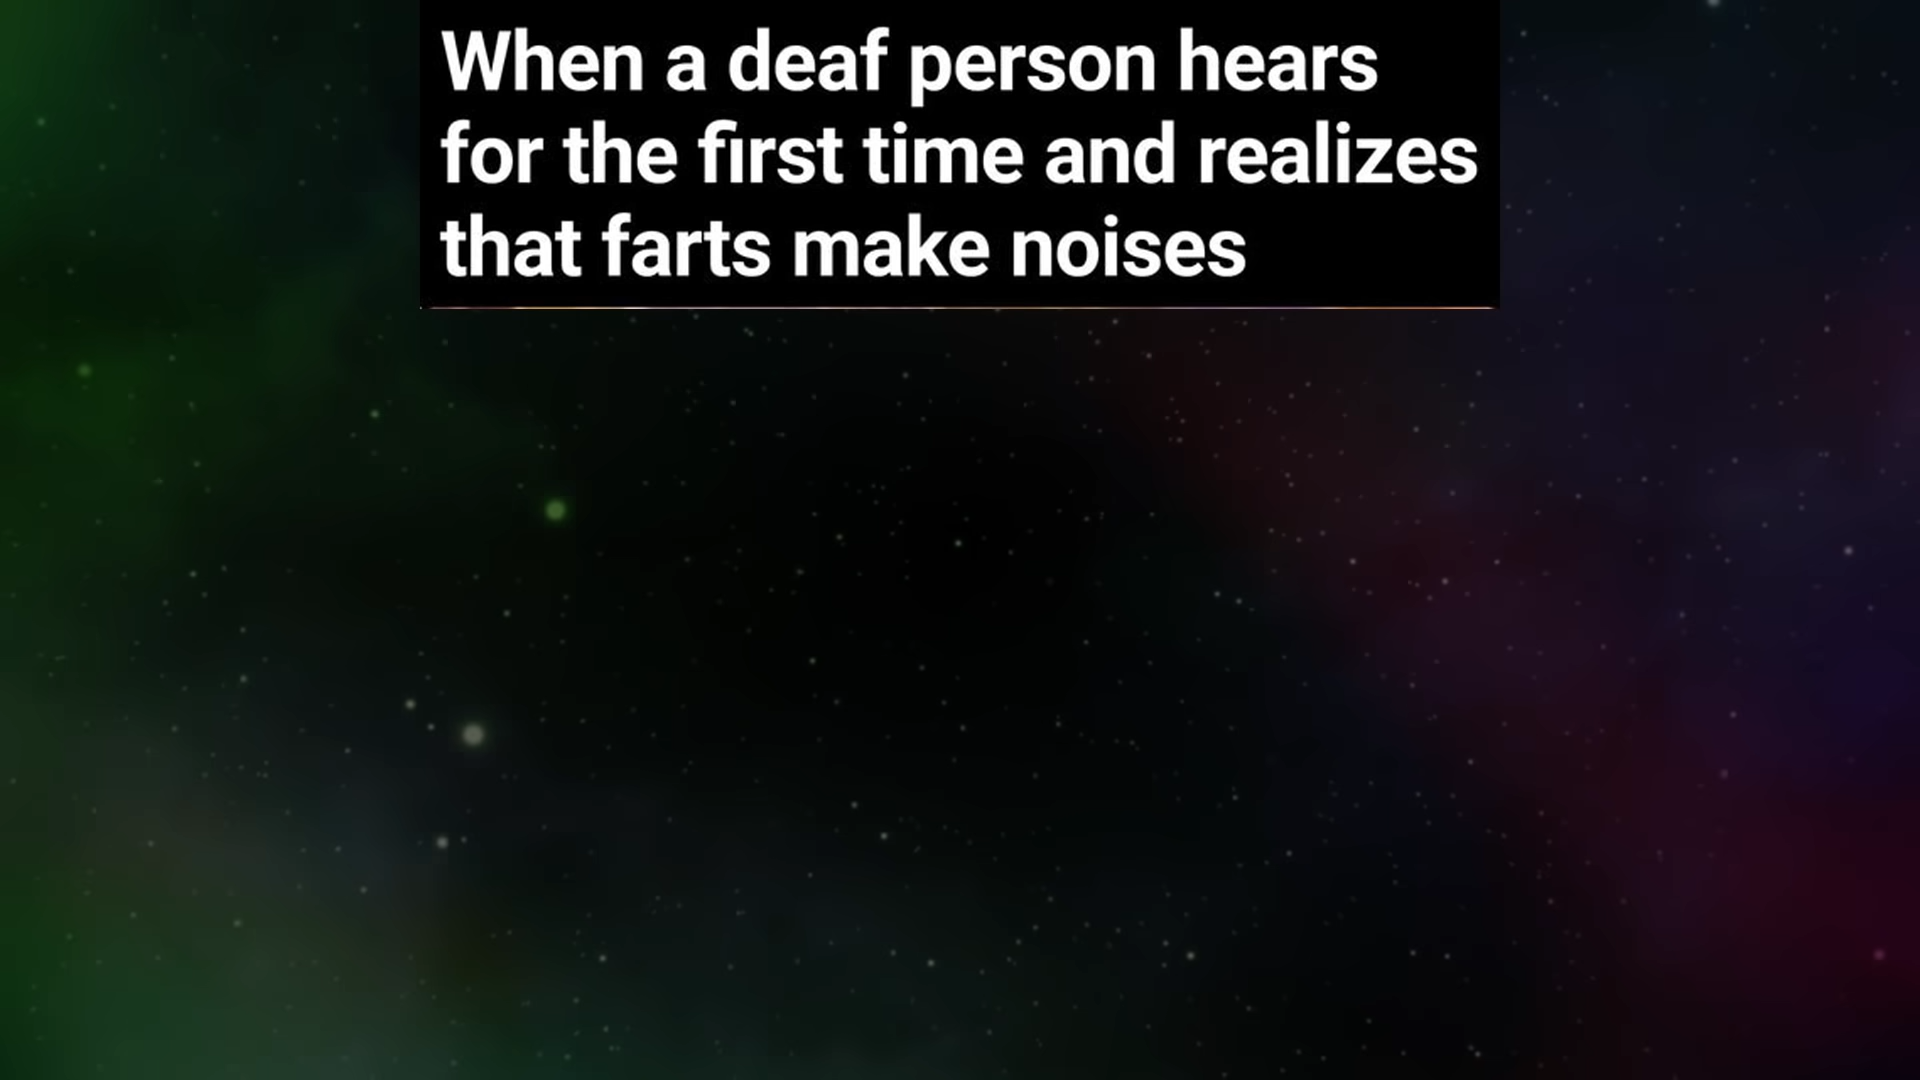 When a deaf person hears
for the first time and realizes
that farts make noises